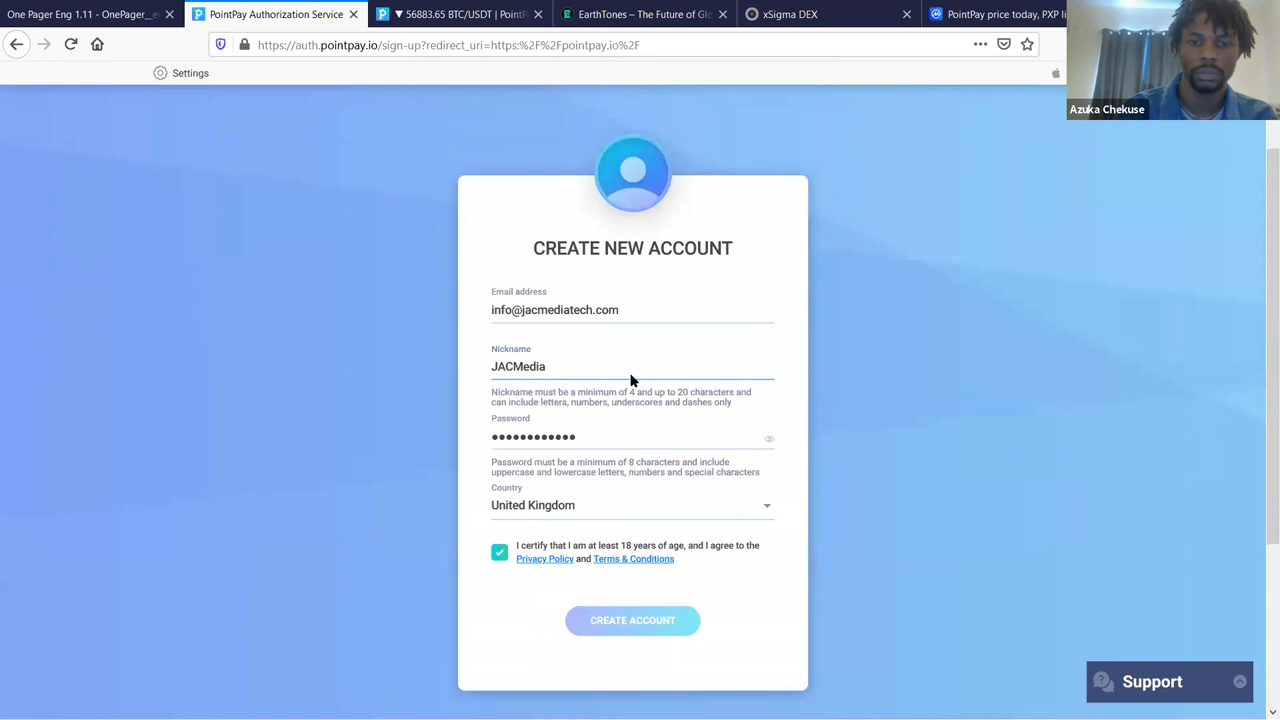 One Pager Eng 1.11 - OnePager__e
PointPay Authorization Service
▼ 56883.65 BTC/USDT | PointP
EarthTones – The Future of Glo
xSigma DEX
PointPay price today, PXP li
https://auth.pointpay.io/sign-up?redirect_uri=https:%2F%2Fpointpay.io%2F
Settings
Azuka Chekuse
CREATE NEW ACCOUNT
Email address
info@jacmediatech.com
Nickname
JACMedia
Nickname must be a minimum of 4 and up to 20 characters and
can include letters, numbers, underscores and dashes only
Password
••••••••••••
Password must be a minimum of 8 characters and include
uppercase and lowercase letters, numbers and special characters
Country
United Kingdom
I certify that I am at least 18 years of age, and I agree to the
Privacy Policy and Terms & Conditions
CREATE ACCOUNT
Support